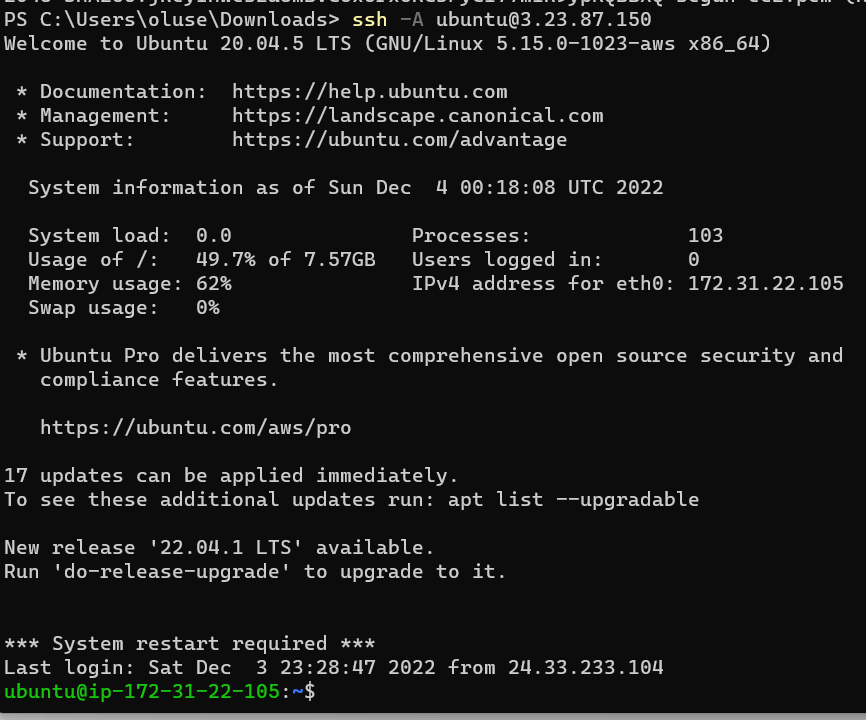 PS C:\Users\oluse\Downloads> ssh -A ubuntu@3.23.87.150
Welcome to Ubuntu 20.04.5 LTS (GNU/Linux 5.15.0-1023-aws x86_64)
* Documentation: https://help.ubuntu.com
* Management: https://landscape.canonical.com
* Support: https://ubuntu.com/advantage
System information as of Sun Dec 4 00:18:08 UTC 2022
System load: 0.0 Processes: 103
Usage of /: 49.7% of 7.57GB Users logged in: 0
Memory usage: 62% IPv4 address for eth0: 172.31.22.105
Swap usage: 0%
* Ubuntu Pro delivers the most comprehensive open source security and
compliance features.
https://ubuntu.com/aws/pro
17 updates can be applied immediately.
To see these additional updates run: apt list --upgradable
New release '22.04.1 LTS' available.
Run 'do-release-upgrade' to upgrade to it.
*** System restart required ***
Last login: Sat Dec 3 23:28:47 2022 from 24.33.233.104
ubuntu@ip-172-31-22-105:~$